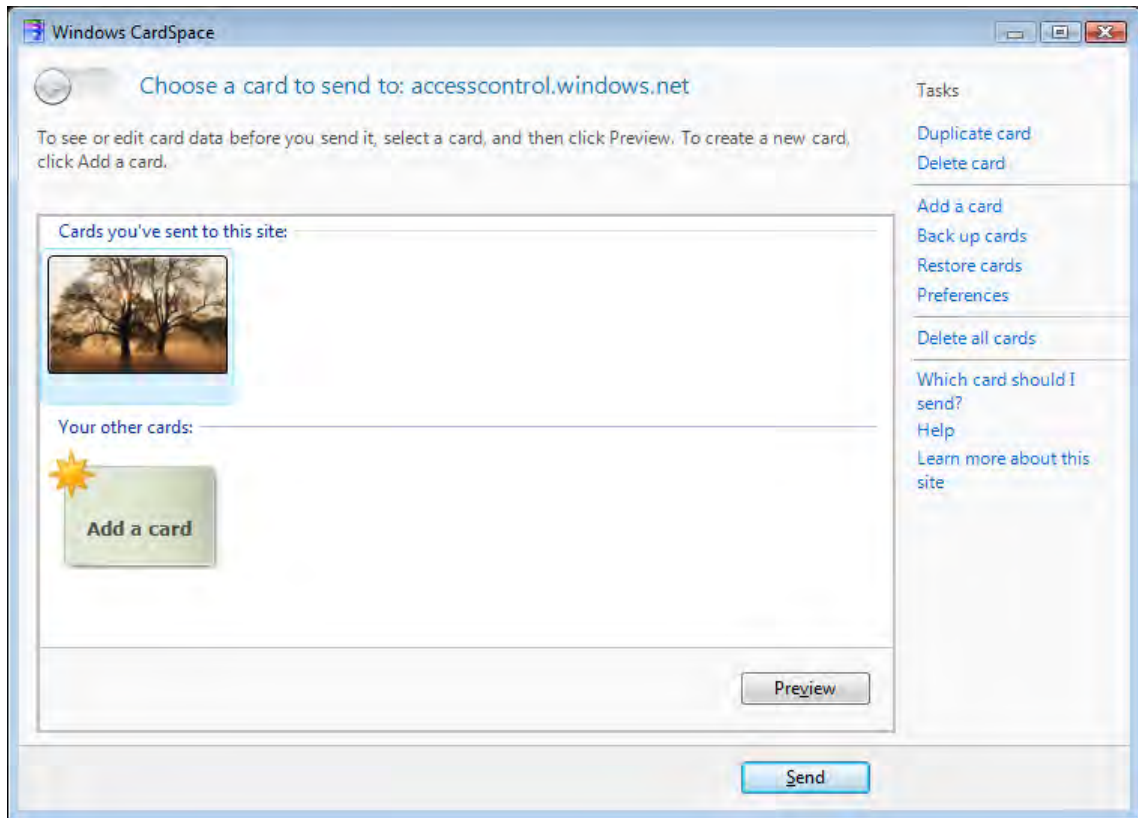 Windows CardSpace
Choose a card to send to: accesscontrol.windows.net
To see or edit card data before you send it, select a card, and then click Preview. To create a new card,
click Add a card.
Cards you've sent to this site:
Your other cards:
Add a card
Preview
Send
Tasks
Duplicate card
Delete card
Add a card
Back up cards
Restore cards
Preferences
Delete all cards
Which card should I
send?
Help
Learn more about this
site